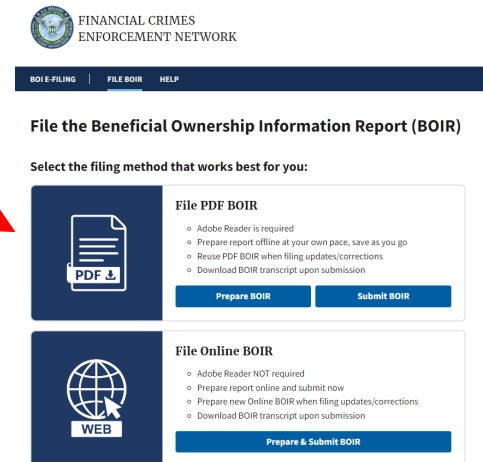 FINANCIAL CRIMES
ENFORCEMENT NETWORK
BOI E-FILING | FILE BOIR HELP
File the Beneficial Ownership Information Report (BOIR)
Select the filing method that works best for you:
File PDF BOIR
Adobe Reader is required
Prepare report offline at your own pace, save as you go
Reuse PDF BOIR when filing updates/corrections
Download BOIR transcript upon submission
PDF
Prepare BOIR
Submit BOIR
File Online BOIR
Adobe Reader NOT required
Prepare report online and submit now
Prepare new Online BOIR when filing updates/corrections
Download BOIR transcript upon submission
WEB
Prepare & Submit BOIR